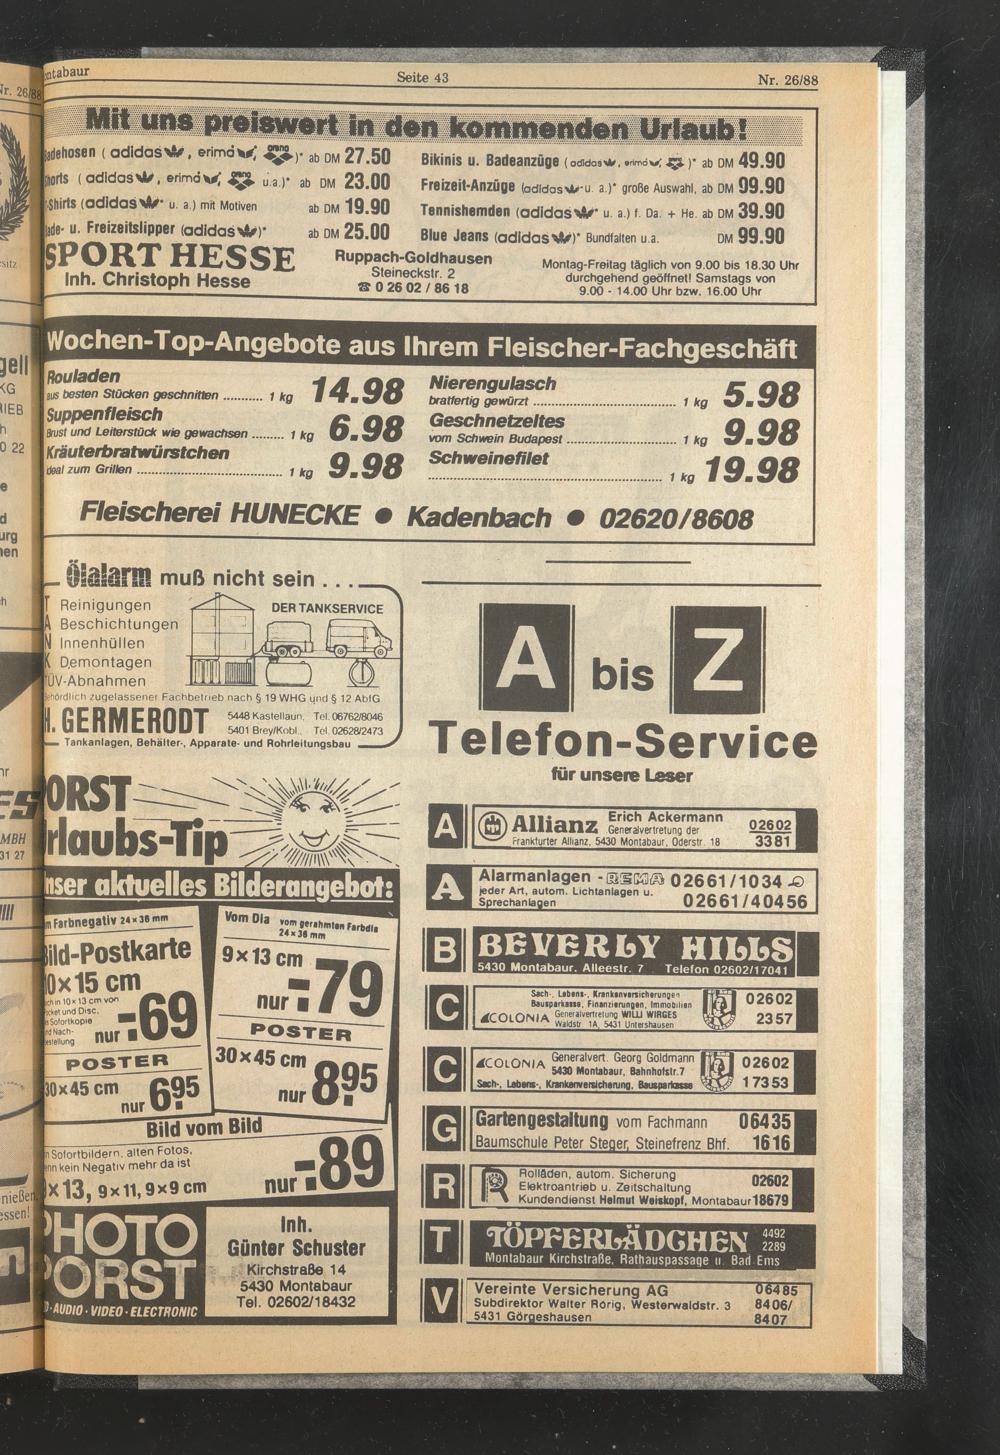 Seite 43
Nr. 26/88
Mit uns preiswert in den kommenden Urlaub!
adehosen ( adidas , erima , )* ab DM 27.50
horts ( adidas , erima , u.a.)* ab DM 23.00
-Shirts (adidas * u. a.) mit Motiven ab DM 19.90
ade- u. Freizeitslipper (adidas )* ab DM 25.00
Bikinis u. Badeanzüge ( adidas , erima , )* ab DM 49.90
Freizeit-Anzüge (adidas *u. a.)* große Auswahl, ab DM 99.90
Tennishemden (adidas * u. a.) f. Da. + He. ab DM 39.90
Blue Jeans (adidas )* Bundfalten u.a. DM 99.90
SPORT HESSE
Inh. Christoph Hesse
Ruppach-Goldhausen
Steineckstr. 2
☎ 0 26 02 / 86 18
Montag-Freitag täglich von 9.00 bis 18.30 Uhr
durchgehend geöffnet! Samstags von
9.00 - 14.00 Uhr bzw. 16.00 Uhr
Wochen-Top-Angebote aus Ihrem Fleischer-Fachgeschäft
Rouladen
aus besten Stücken geschnitten .......... 1 kg 14.98
Suppenfleisch
Brust und Leiterstück wie gewachsen ........ 1 kg 6.98
Kräuterbratwürstchen
ideal zum Grillen .......... 1 kg 9.98
Nierengulasch
bratfertig gewürzt .......... 1 kg 5.98
Geschnetzeltes
vom Schwein Budapest .......... 1 kg 9.98
Schweinefilet
.......... 1 kg 19.98
Fleischerei HUNECKE ● Kadenbach ● 02620/8608
Ölalarm muß nicht sein . . .
T Reinigungen
A Beschichtungen
N Innenhüllen
K Demontagen
TÜV-Abnahmen
DER TANKSERVICE
Behördlich zugelassener Fachbetrieb nach § 19 WHG und § 12 AbfG
H. GERMERODT
5448 Kastellaun, Tel. 06762/8046
5401 Brey/Kobl., Tel. 02628/2473
Tankanlagen, Behälter-, Apparate- und Rohrleitungsbau
PORST
Urlaubs-Tip
Unser aktuelles Bilderangebot:
m Farbnegativ 24×36 mm
Bild-Postkarte
10×15 cm
ch in 10×13 cm von
cket und Disc.
Sofortkopie
nd Nach-
estellung
nur -.69
POSTER
30×45 cm
nur 6.95
Vom Dia vom gerahmten Farbdia
24×36 mm
9×13 cm
nur -.79
POSTER
30×45 cm
nur 8.95
Bild vom Bild
n Sofortbildern, alten Fotos,
enn kein Negativ mehr da ist
×13, 9×11, 9×9 cm
nur -.89
PHOTO
PORST
O·AUDIO·VIDEO·ELECTRONIC
Inh.
Günter Schuster
Kirchstraße 14
5430 Montabaur
Tel. 02602/18432
A bis Z
Telefon-Service
für unsere Leser
A
Allianz
Erich Ackermann
Generalvertretung der
Frankfurter Allianz, 5430 Montabaur, Oderstr. 18
02602
3381
A
Alarmanlagen - REMA 02661/1034
jeder Art, autom. Lichtanlagen u.
Sprechanlagen
02661/40456
B
BEVERLY HILLS
5430 Montabaur, Alleestr. 7 Telefon 02602/17041
C
Sach-, Lebens-, Krankenversicherungen
Bausparkasse, Finanzierungen, Immobilien
COLONIA Generalvertretung WILLI WIRGES
Waldstr. 1A, 5431 Untershausen
02602
2357
C
COLONIA Generalvert. Georg Goldmann
5430 Montabaur, Bahnhofstr.7
Sach-, Lebens-, Krankenversicherung, Bausparkasse
02602
17353
G
Gartengestaltung vom Fachmann 06435
Baumschule Peter Steger, Steinefrenz Bhf. 1616
R
Rolläden, autom. Sicherung
Elektroantrieb u. Zeitschaltung
Kundendienst Helmut Weiskopf, Montabaur
02602
18679
T
TÖPFERLÄDCHEN 4492
2289
Montabaur Kirchstraße, Rathauspassage u. Bad Ems
V
Vereinte Versicherung AG
Subdirektor Walter Rörig, Westerwaldstr. 3
5431 Görgeshausen
06485
8406/
8407